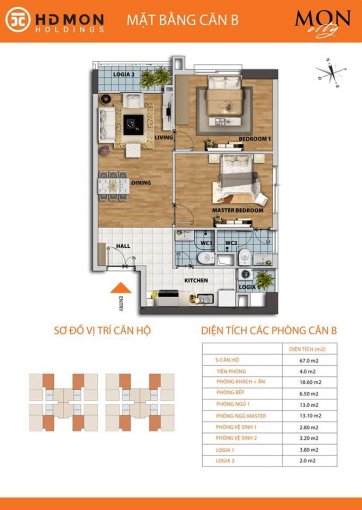 HDMON
HOLDINGS
MẶT BẰNG CĂN B
MON
city
LOGIA 2
LIVING
BEDROOM 1
DINING
MASTER BEDROOM
HALL
WC1
WC2
KITCHEN
LOGIA
ENTRY
SƠ ĐỒ VỊ TRÍ CĂN HỘ
DIỆN TÍCH CÁC PHÒNG CĂN B
DIỆN TÍCH (m2)
S-CĂN HỘ 67.0 m2
TIỀN PHÒNG 4.0 m2
PHÒNG KHÁCH + ĂN 18.60 m2
PHÒNG BẾP 6.50 m2
PHÒNG NGỦ 1 13.0 m2
PHÒNG NGỦ MASTER 13.10 m2
PHÒNG VỆ SINH 1 2.80 m2
PHÒNG VỆ SINH 2 3.20 m2
LOGIA 1 3.80 m2
LOGIA 2 2.0 m2